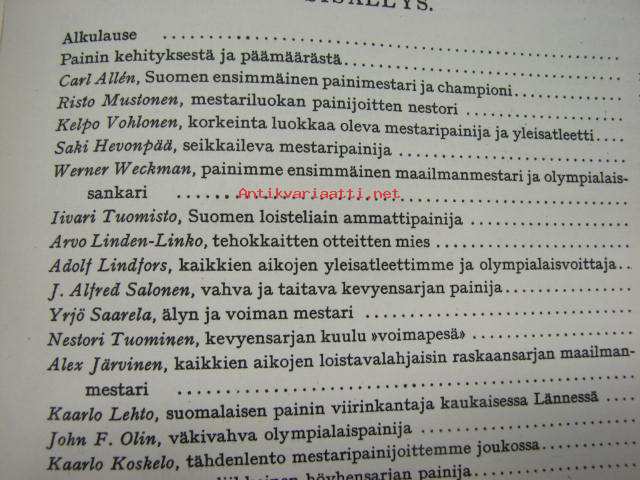 SISÄLLYS.
Alkulause
Painin kehityksestä ja päämäärästä
Carl Allén, Suomen ensimmäinen painimestari ja championi
Risto Mustonen, mestariluokan painijoitten nestori
Kelpo Vohlonen, korkeinta luokkaa oleva mestaripainija ja yleisatleetti
Saki Hevonpää, seikkaileva mestaripainija
Werner Weckman, painimme ensimmäinen maailmanmestari ja olympialais-
sankari
Antikvariaatti.net
Iivari Tuomisto, Suomen loisteliain ammattipainija
Arvo Linden-Linko, tehokkaitten otteitten mies
Adolf Lindfors, kaikkien aikojen yleisatleettimme ja olympialaisvoittaja
J. Alfred Salonen, vahva ja taitava kevyensarjan painija
Yrjö Saarela, älyn ja voiman mestari
Nestori Tuominen, kevyensarjan kuulu »voimapesä»
Alex Järvinen, kaikkien aikojen loistavalahjaisin raskaansarjan maailman-
mestari
Kaarlo Lehto, suomalaisen painin viirinkantaja kaukaisessa Lännessä
John F. Olin, väkivahva olympialaispainija
Kaarlo Koskelo, tähdenlento mestaripainijoittemme joukossa
höyhensarjan painija